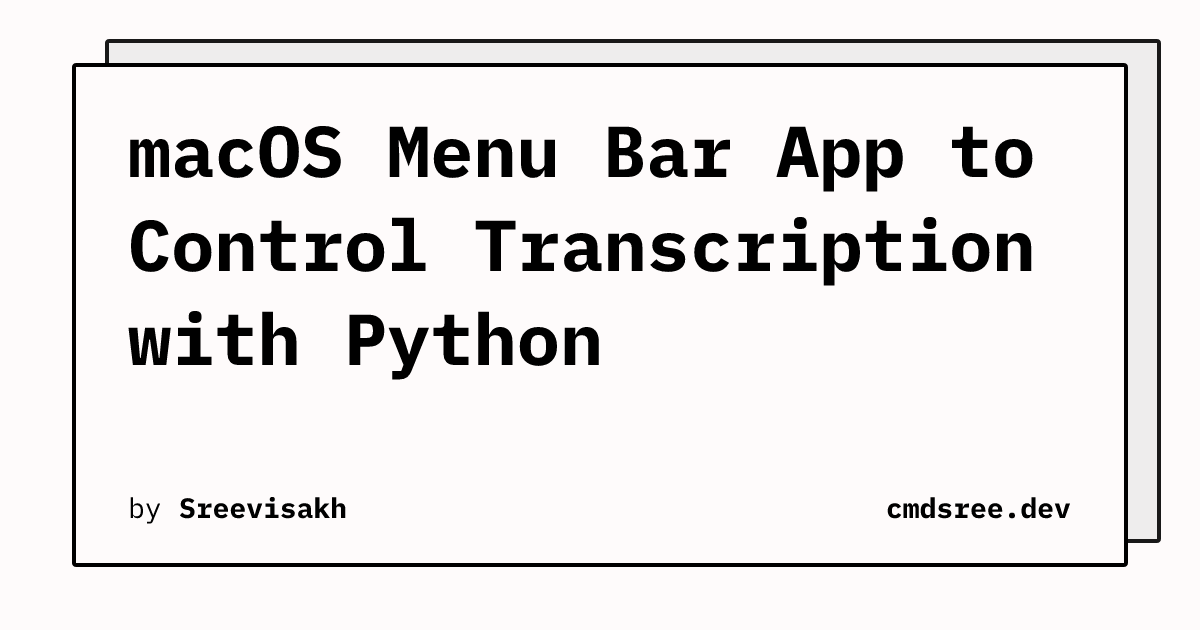 macOS Menu Bar App to
Control Transcription
with Python
by Sreevisakh
cmdsree.dev